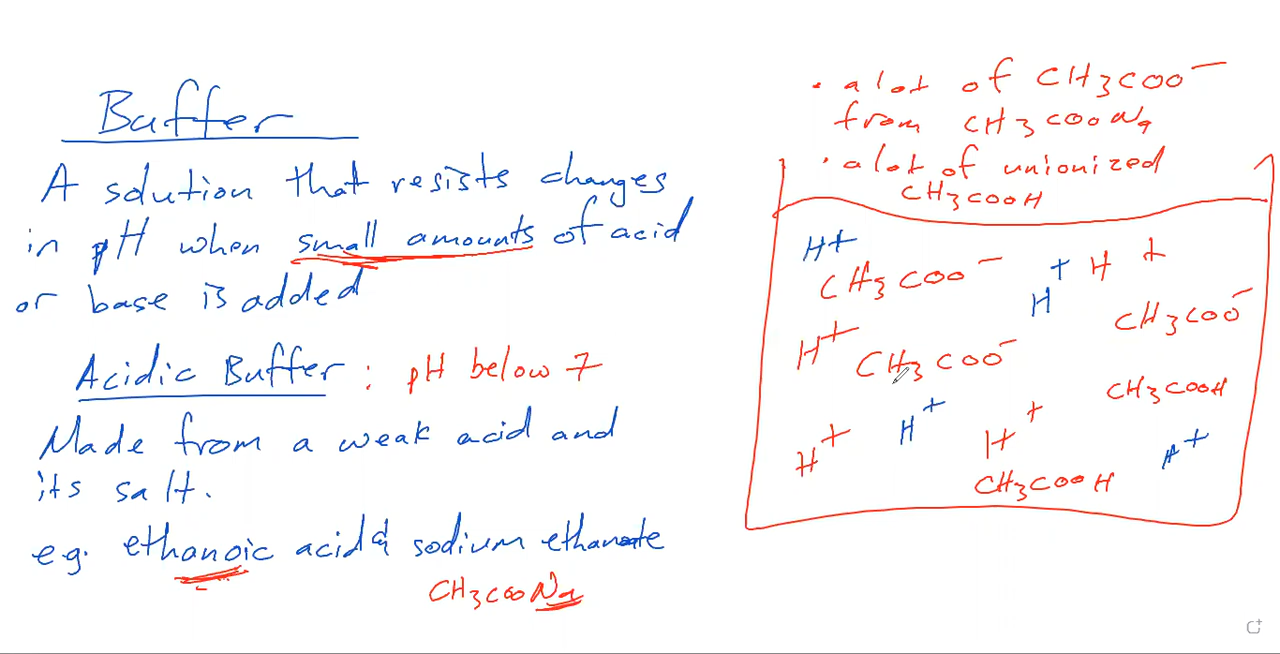 Buffer
A solution that resists changes
in pH when small amounts of acid
or base is added
Acidic Buffer : pH below 7
Made from a weak acid and
its salt.
e.g. ethanoic acid & sodium ethanoate
CH3COONa
• a lot of CH3COO−
from CH3COONa
• a lot of unionized
CH3COOH
H+
CH3COO−
H+
H+
CH3COO−
H+
CH3COO−
CH3COOH
H+
H+
H+
H+
CH3COOH